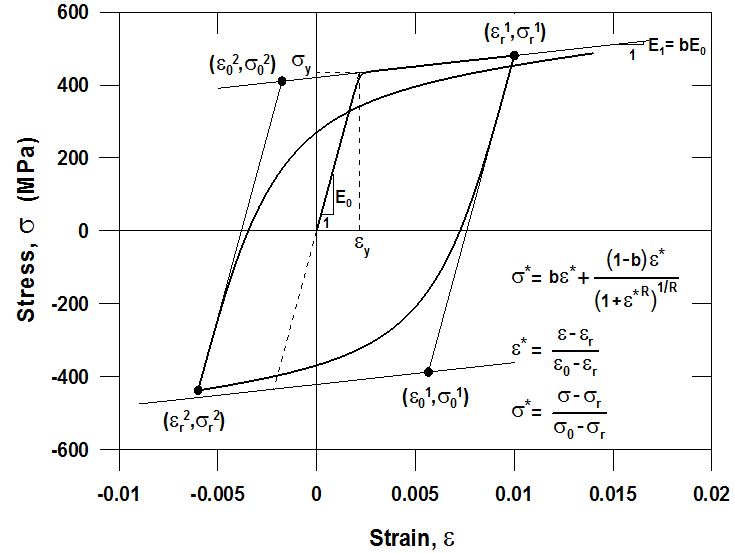 600
(εr¹,σr¹)
E₁= bE₀
1
(ε₀²,σ₀²)
σy
400
200
E₀
1
0
εy
σ*= bε*+ (1-b)ε* / (1+ε*R)1/R
-200
ε*= ε-εr / ε₀-εr
-400
(ε₀¹,σ₀¹)
σ*= σ-σr / σ₀-σr
(εr²,σr²)
-600
-0.01 -0.005 0 0.005 0.01 0.015 0.02
Strain, ε
Stress, σ (MPa)